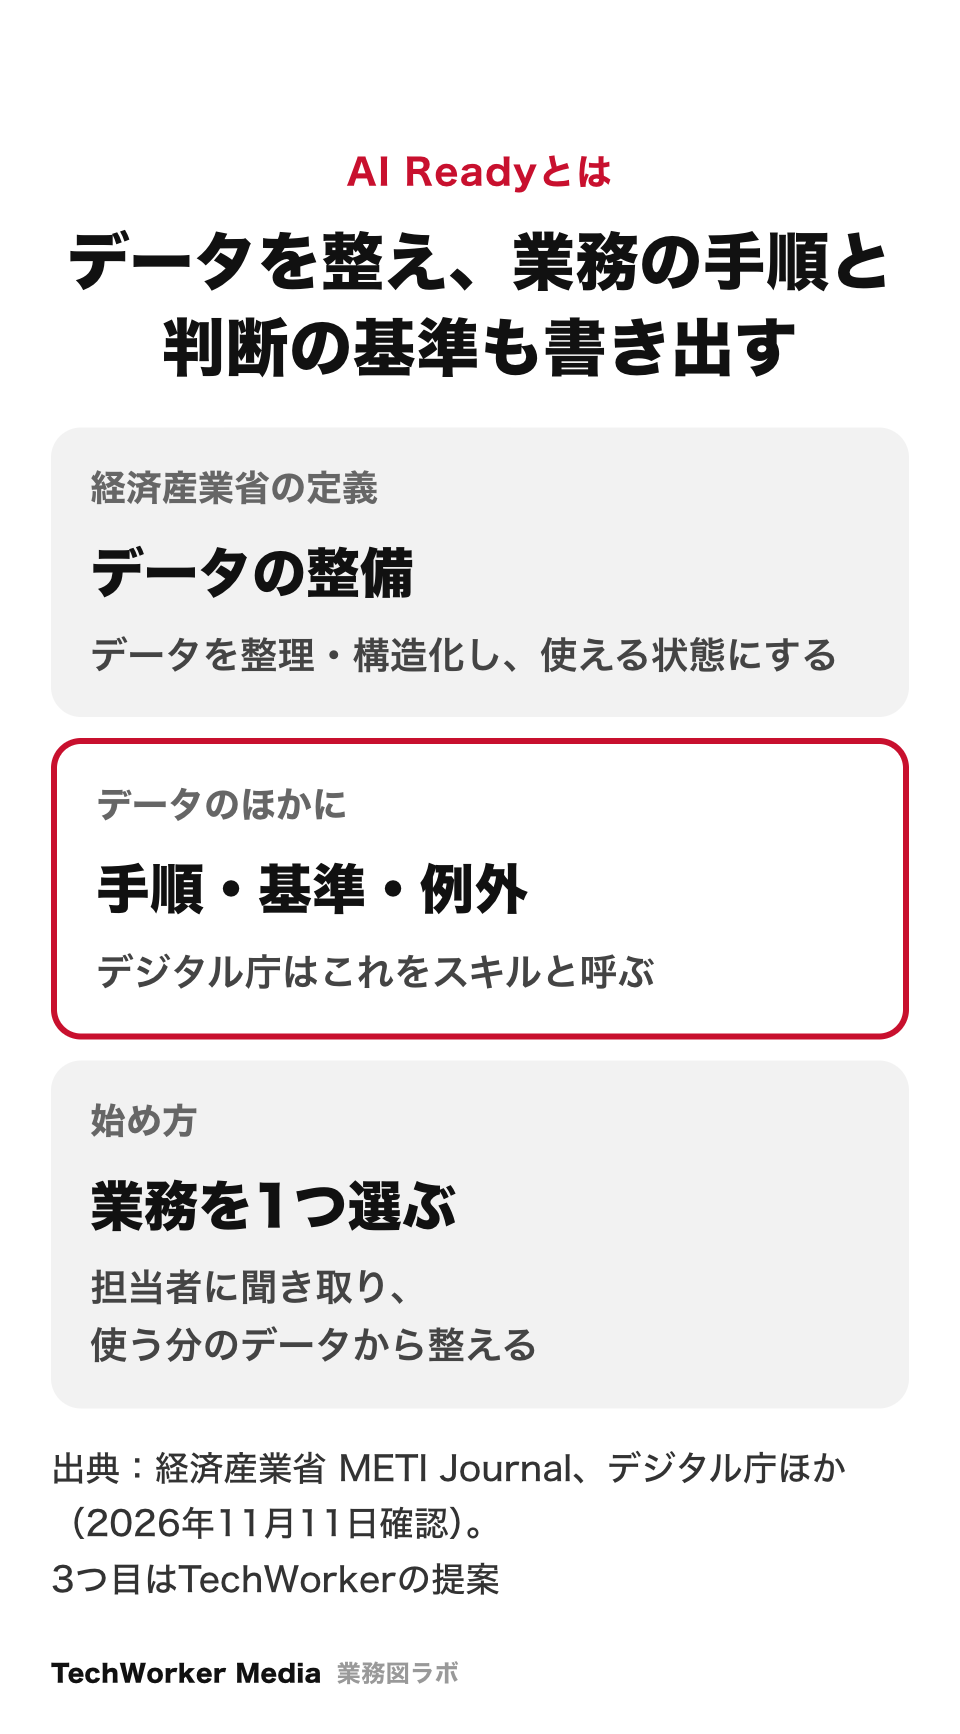 AI Readyとは
データを整え、業務の手順と
判断の基準も書き出す
経済産業省の定義
データの整備
データを整理・構造化し、使える状態にする
データのほかに
手順・基準・例外
デジタル庁はこれをスキルと呼ぶ
始め方
業務を1つ選ぶ
担当者に聞き取り、
使う分のデータから整える
出典：経済産業省 METI Journal、デジタル庁ほか
（2026年11月11日確認）。
3つ目はTechWorkerの提案
TechWorker Media 業務図ラボ